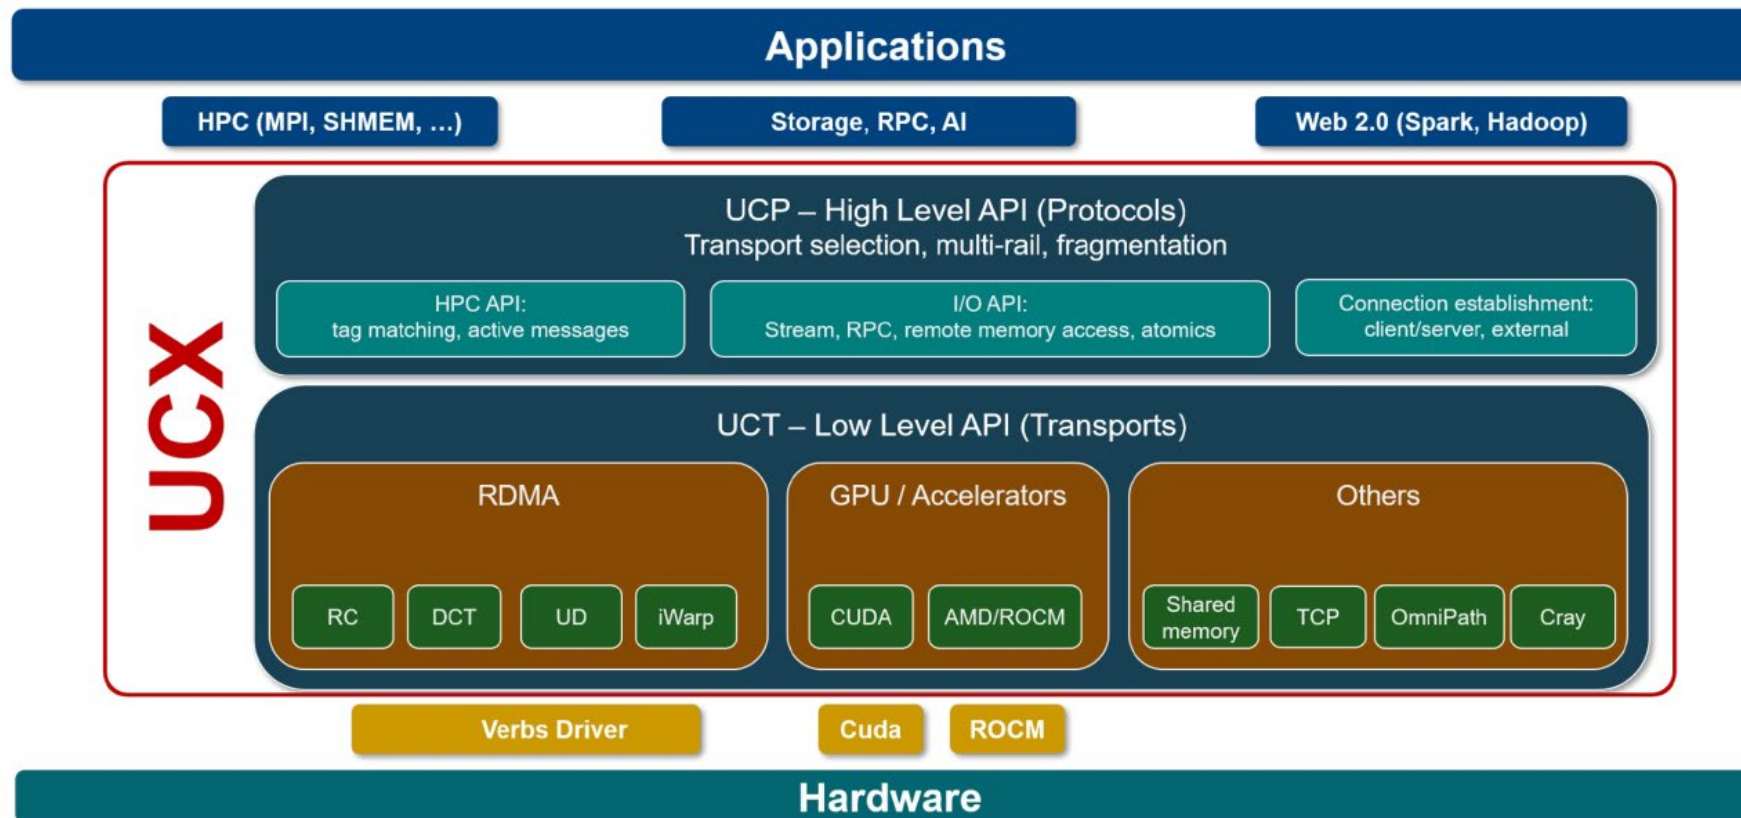 Applications
HPC (MPI, SHMEM, ...)
Storage, RPC, AI
Web 2.0 (Spark, Hadoop)
UCX
UCP – High Level API (Protocols)
Transport selection, multi-rail, fragmentation
HPC API:
tag matching, active messages
I/O API:
Stream, RPC, remote memory access, atomics
Connection establishment:
client/server, external
UCT – Low Level API (Transports)
RDMA
RC
DCT
UD
iWarp
GPU / Accelerators
CUDA
AMD/ROCM
Others
Shared
memory
TCP
OmniPath
Cray
Verbs Driver
Cuda
ROCM
Hardware